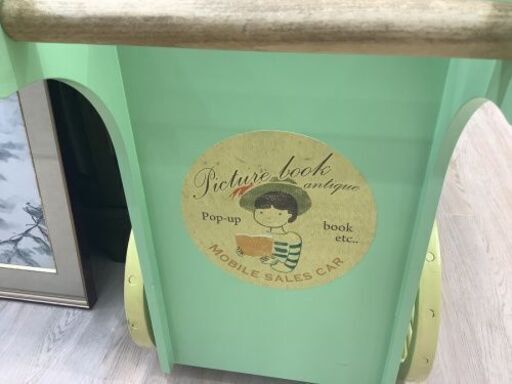 Picture book
antique
Pop-up
book
etc..
MOBILE SALES CAR